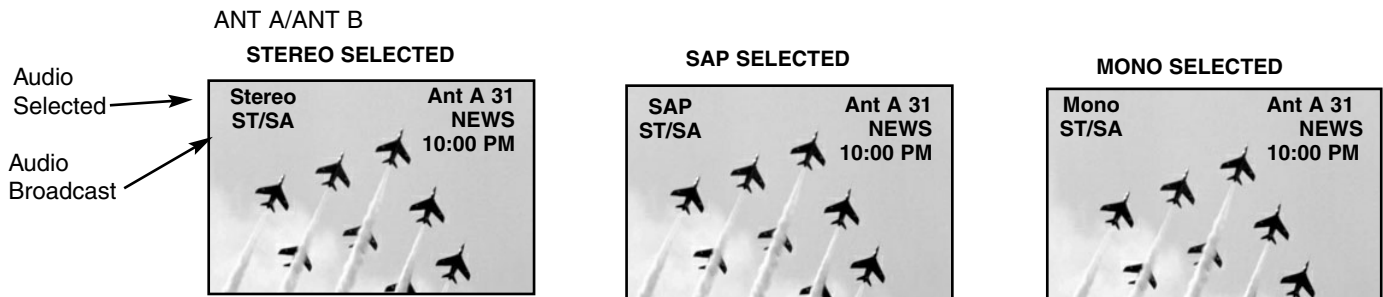 ANT A/ANT B
STEREO SELECTED
SAP SELECTED
MONO SELECTED
Audio
Selected
Audio
Broadcast
Stereo
ST/SA
Ant A 31
NEWS
10:00 PM
SAP
ST/SA
Ant A 31
NEWS
10:00 PM
Mono
ST/SA
Ant A 31
NEWS
10:00 PM